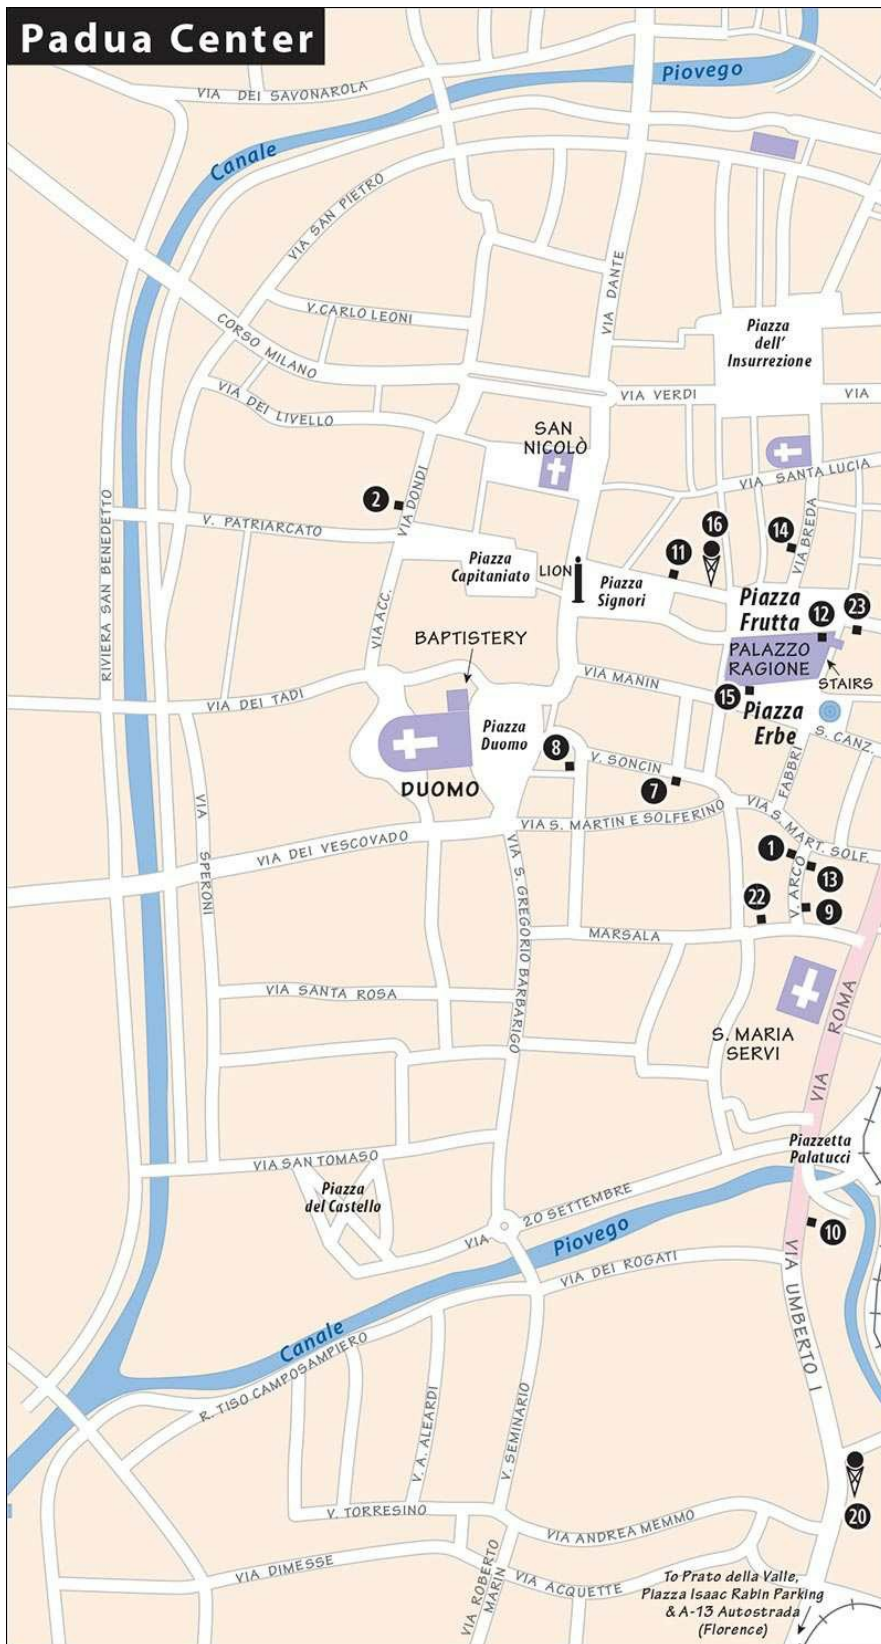 Padua Center
Piovego
VIA DEI SAVONAROLA
Canale
VIA SAN PIETRO
VIA DANTE
V. CARLO LEONI
CORSO MILANO
Piazza
dell'
Insurrezione
VIA DEI LIVELLO
VIA VERDI
VIA
SAN
NICOLÒ
VIA SANTA LUCIA
VIA DONDI
RIVIERA SAN BENEDETTO
2
V. PATRIARCATO
16
14
VIA BREDA
11
Piazza
Capitaniato
LION
Piazza
Signori
Piazza
Frutta
12
23
VIA ACC.
BAPTISTERY
PALAZZO
RAGIONE
STAIRS
VIA MANIN
15
VIA DEI TADI
Piazza
Duomo
Piazza
Erbe
S. CANZ.
8
V. SONCIN
FABBRI
7
DUOMO
VIA SPERONI
VIA S. MARTIN E SOLFERINO
VIA S. MART. SOLF.
VIA DEI VESCOVADO
1
13
V. ARCO
22
9
VIA S. GREGORIO BARBARIGO
MARSALA
VIA SANTA ROSA
S. MARIA
SERVI
VIA ROMA
VIA SAN TOMASO
Piazzetta
Palatucci
Piazza
del Castello
VIA 20 SETTEMBRE
Piovego
10
VIA DEI ROGATI
VIA UMBERTO I
Canale
R. TISO CAMPOSAMPIERO
V. A. ALEARDI
V. SEMINARIO
20
V. TORRESINO
VIA ANDREA MEMMO
VIA DIMESSE
VIA ROBERTO
MARIN
VIA ACQUETTE
To Prato della Valle,
Piazza Isaac Rabin Parking
& A-13 Autostrada
(Florence)